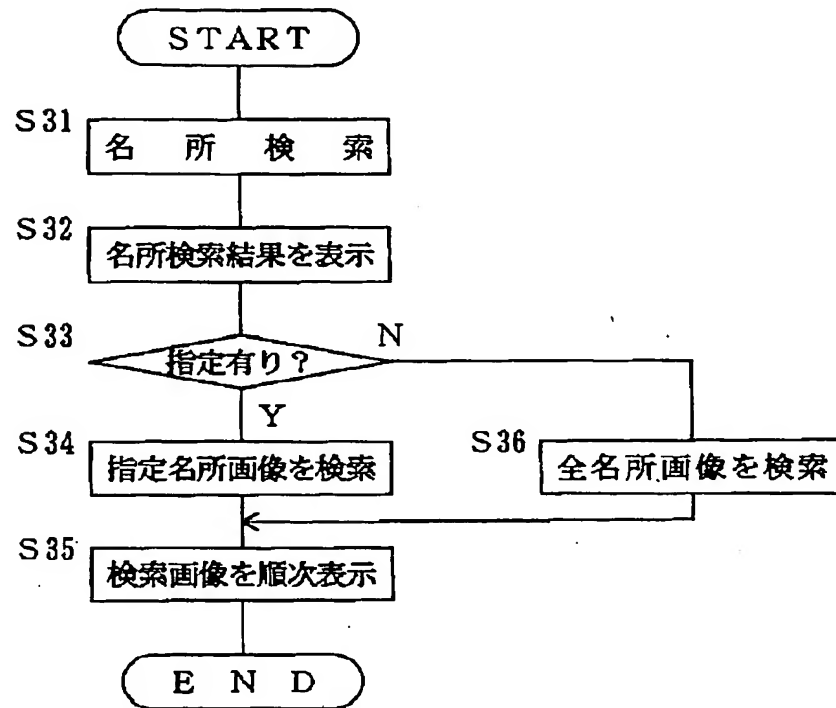 START
S31
名所検索
S32
名所検索結果を表示
S33
指定有り?
N
Y
S34
指定名所画像を検索
S36
全名所画像を検索
S35
検索画像を順次表示
END